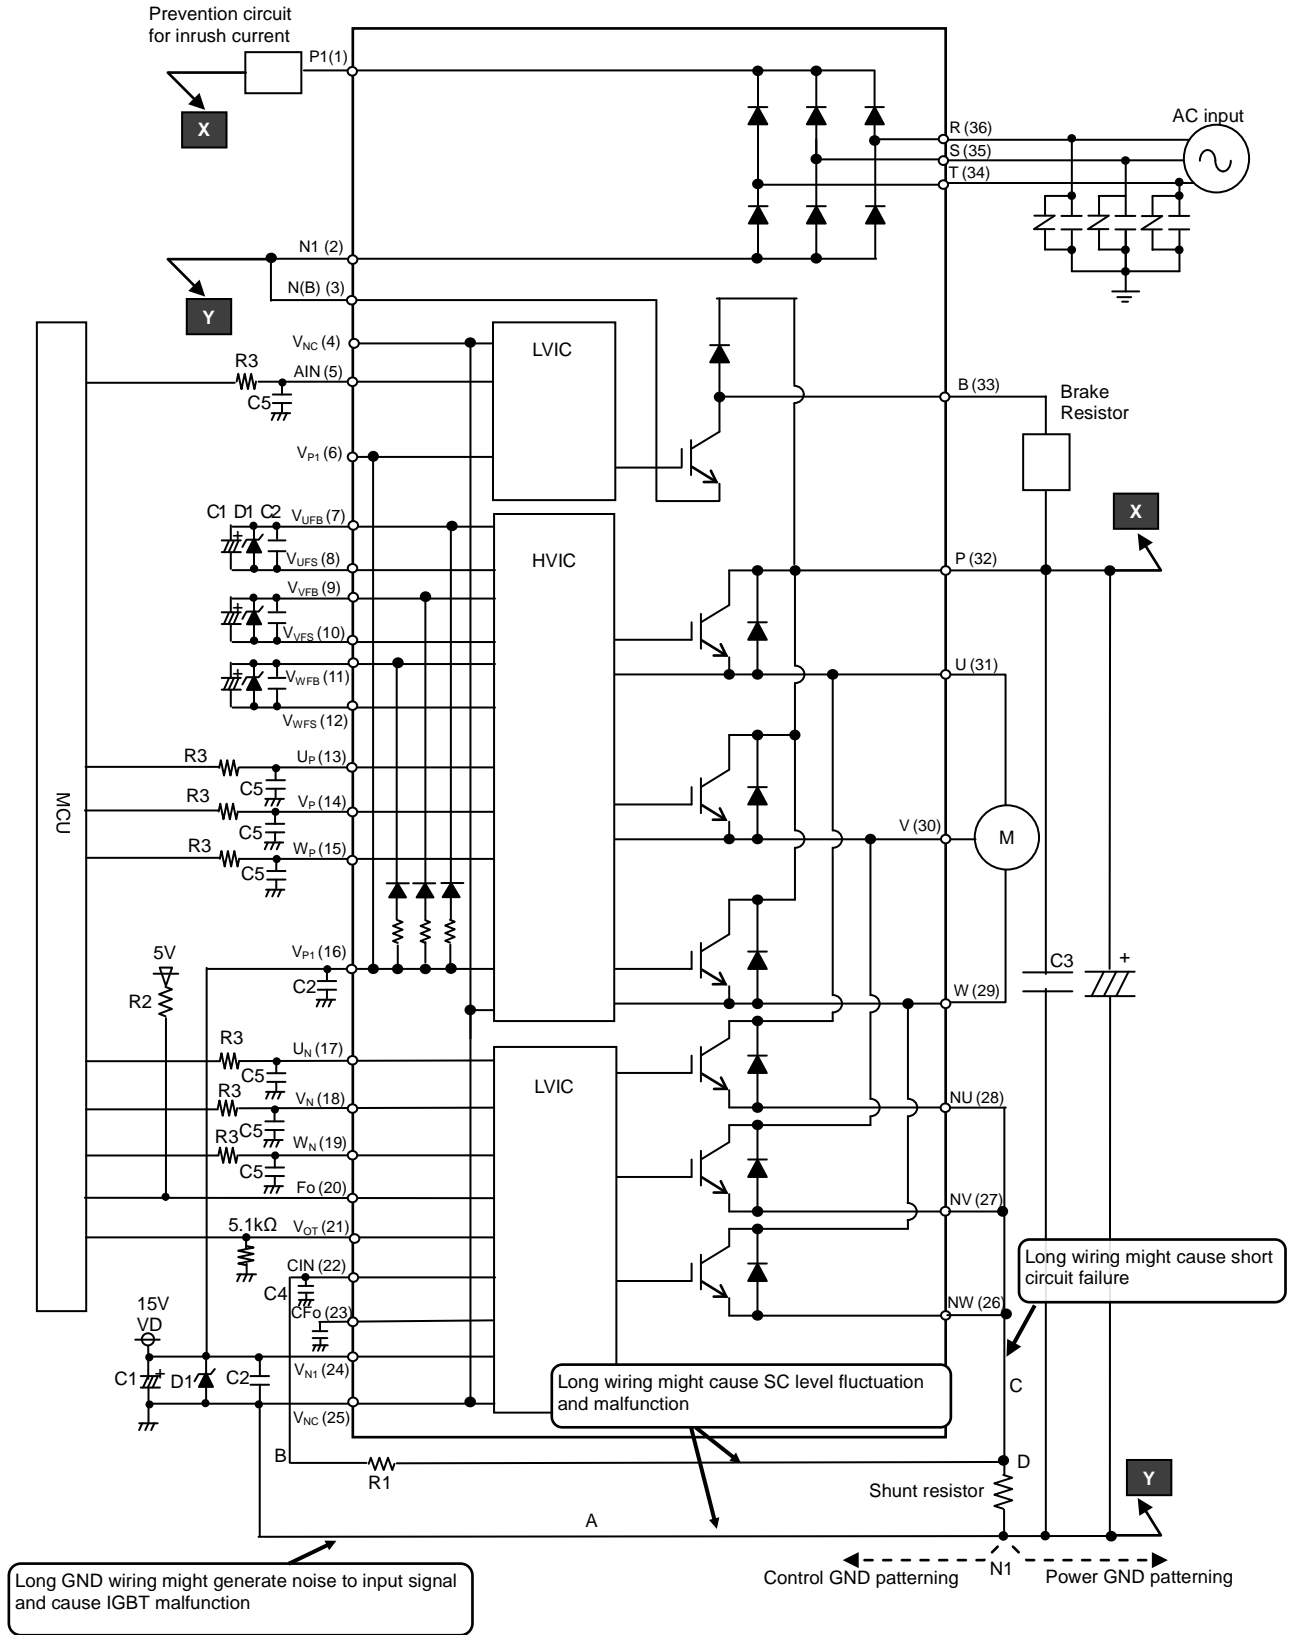 Prevention circuit
for inrush current
P1(1)
X
AC input
R (36)
S (35)
T (34)
N1 (2)
N(B) (3)
Y
VNC (4)
LVIC
R3
AIN (5)
C5
B (33)
Brake
Resistor
VP1 (6)
X
C1 D1 C2
VUFB (7)
VUFS (8)
HVIC
P (32)
VVFB (9)
VVFS (10)
VWFB (11)
U (31)
VWFS (12)
R3
UP (13)
C5
R3
VP (14)
MCU
C5
V (30)
M
R3
WP (15)
C5
5V
VP1 (16)
C3
+
R2
C2
W (29)
R3
UN (17)
C5
LVIC
R3
VN (18)
NU (28)
C5
R3
WN (19)
C5
Fo (20)
NV (27)
5.1kΩ
VOT (21)
Long wiring might cause short
circuit failure
CIN (22)
C4
CFo (23)
NW (26)
15V
VD
VN1 (24)
C1
+
D1
C2
Long wiring might cause SC level fluctuation
and malfunction
C
VNC (25)
B
R1
D
Shunt resistor
Y
A
Control GND patterning
N1
Power GND patterning
Long GND wiring might generate noise to input signal
and cause IGBT malfunction